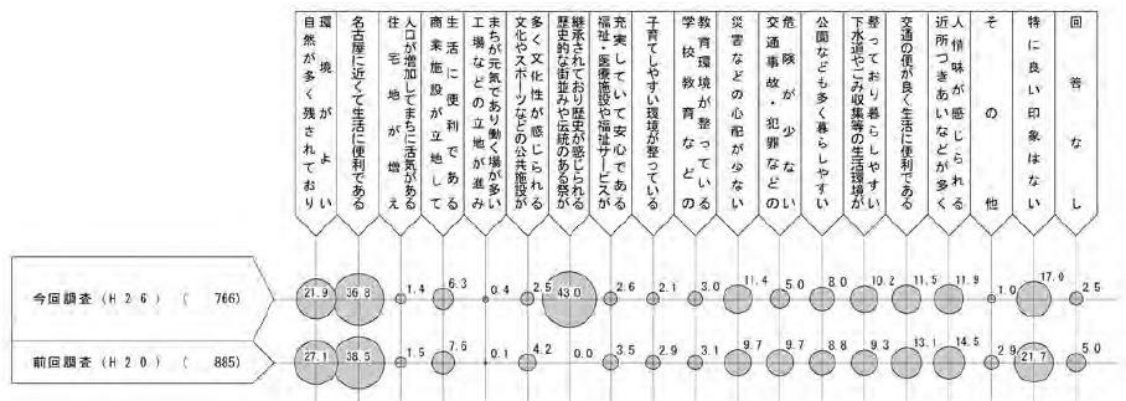 自然が多く残されており
環境がよい
名古屋に近くて生活に便利である
住宅地が増え
人口が増加してまちに活気がある
商業施設が立地して
生活に便利である
工場などの立地が進み
まちが元気であり働く場が多い
文化やスポーツなどの公共施設が
多く文化性が感じられる
歴史的な街並みや伝統のある祭が
継承されており歴史が感じられる
福祉・医療施設や福祉サービスが
充実していて安心である
子育てしやすい環境が整っている
学校教育などの
教育環境が整っている
災害などの心配が少ない
交通事故・犯罪などの
危険が少ない
公園なども多く暮らしやすい
下水道やごみ収集等の生活環境が
整っており暮らしやすい
交通の便が良く生活に便利である
近所つきあいなどが多く
人情味が感じられる
その他
特に良い印象はない
回答なし
今回調査(H26) ( 766) 21.9 36.8 1.4 6.3 0.4 2.5 43.0 2.6 2.1 3.0 11.4 5.0 8.0 10.2 11.5 11.9 1.0 17.0 2.5
前回調査(H20) ( 885) 27.1 38.5 1.5 7.6 0.1 4.2 0.0 3.5 2.9 3.1 9.7 9.7 8.8 9.3 13.1 14.5 2.9 21.7 5.0